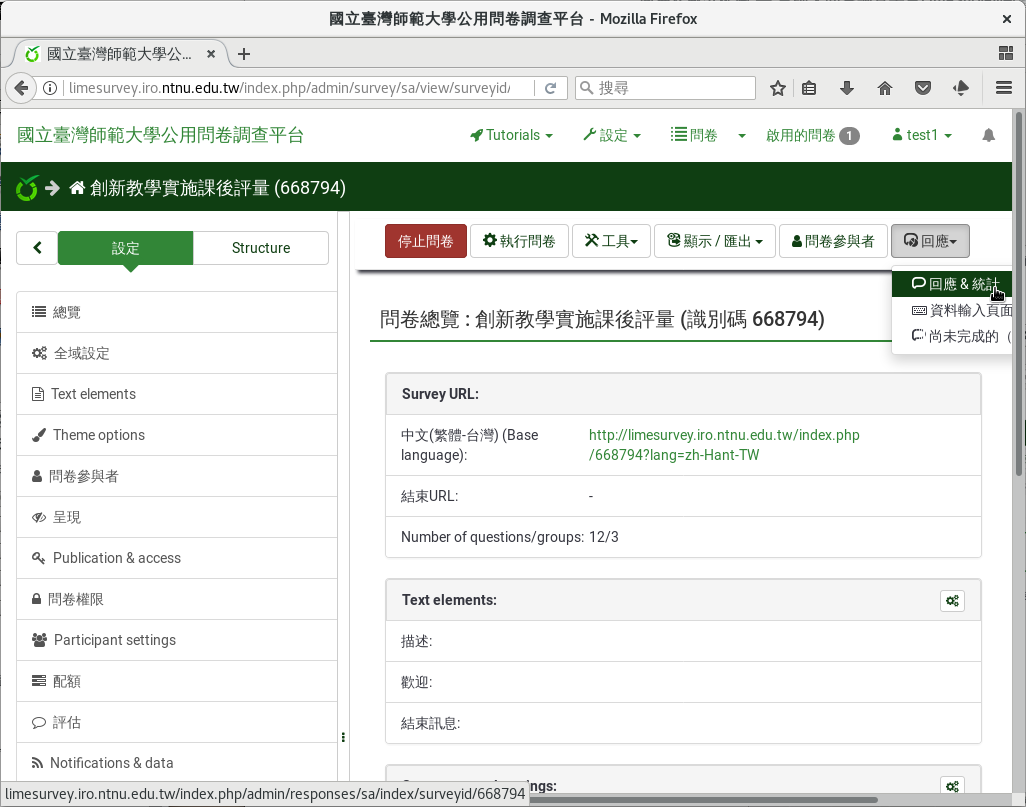 國立臺灣師範大學公用問卷調查平台 - Mozilla Firefox
國立臺灣師範大學公...
limesurvey.iro.ntnu.edu.tw/index.php/admin/survey/sa/view/surveyid/
搜尋
國立臺灣師範大學公用問卷調查平台
Tutorials
設定
問卷
啟用的問卷 1
test1
創新教學實施課後評量 (668794)
設定
Structure
停止問卷
執行問卷
工具
顯示 / 匯出
問卷參與者
回應
回應 & 統計
資料輸入頁面
尚未完成的（
總覽
全域設定
Text elements
Theme options
問卷參與者
呈現
Publication & access
問卷權限
Participant settings
配額
評估
Notifications & data
問卷總覽 : 創新教學實施課後評量 (識別碼 668794)
Survey URL:
中文(繁體-台灣) (Base language):
http://limesurvey.iro.ntnu.edu.tw/index.php
/668794?lang=zh-Hant-TW
結束URL:
-
Number of questions/groups: 12/3
Text elements:
描述:
歡迎:
結束訊息:
limesurvey.iro.ntnu.edu.tw/index.php/admin/responses/sa/index/surveyid/668794